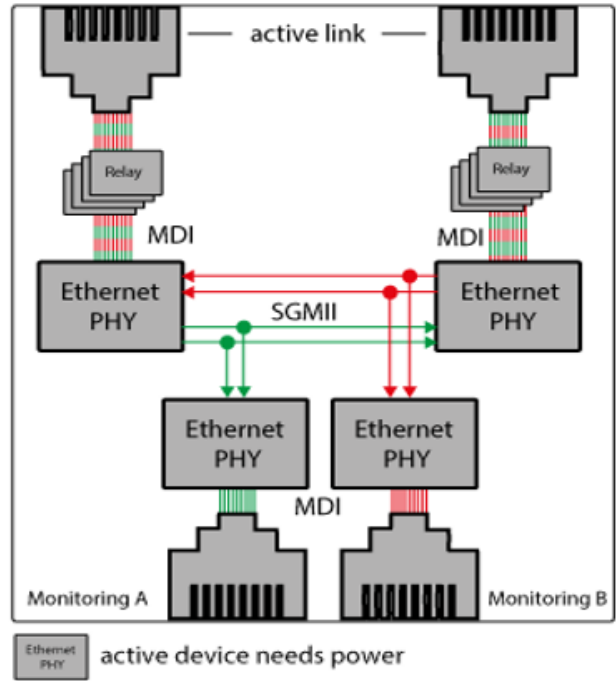 active link
Relay
Relay
MDI
MDI
Ethernet
PHY
SGMII
Ethernet
PHY
Ethernet
PHY
Ethernet
PHY
MDI
Monitoring A
Monitoring B
Ethernet
PHY
active device needs power